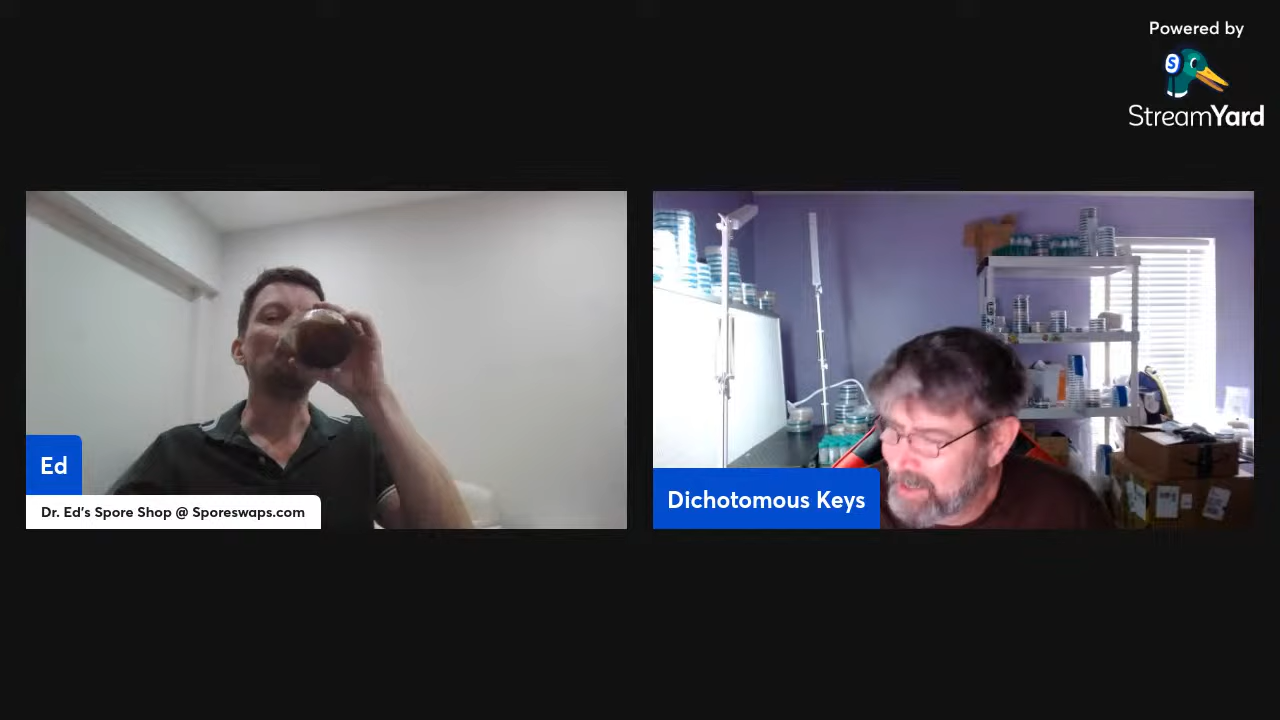 Powered by
S
StreamYard
Ed
Dr. Ed's Spore Shop @ Sporeswaps.com
Dichotomous Keys